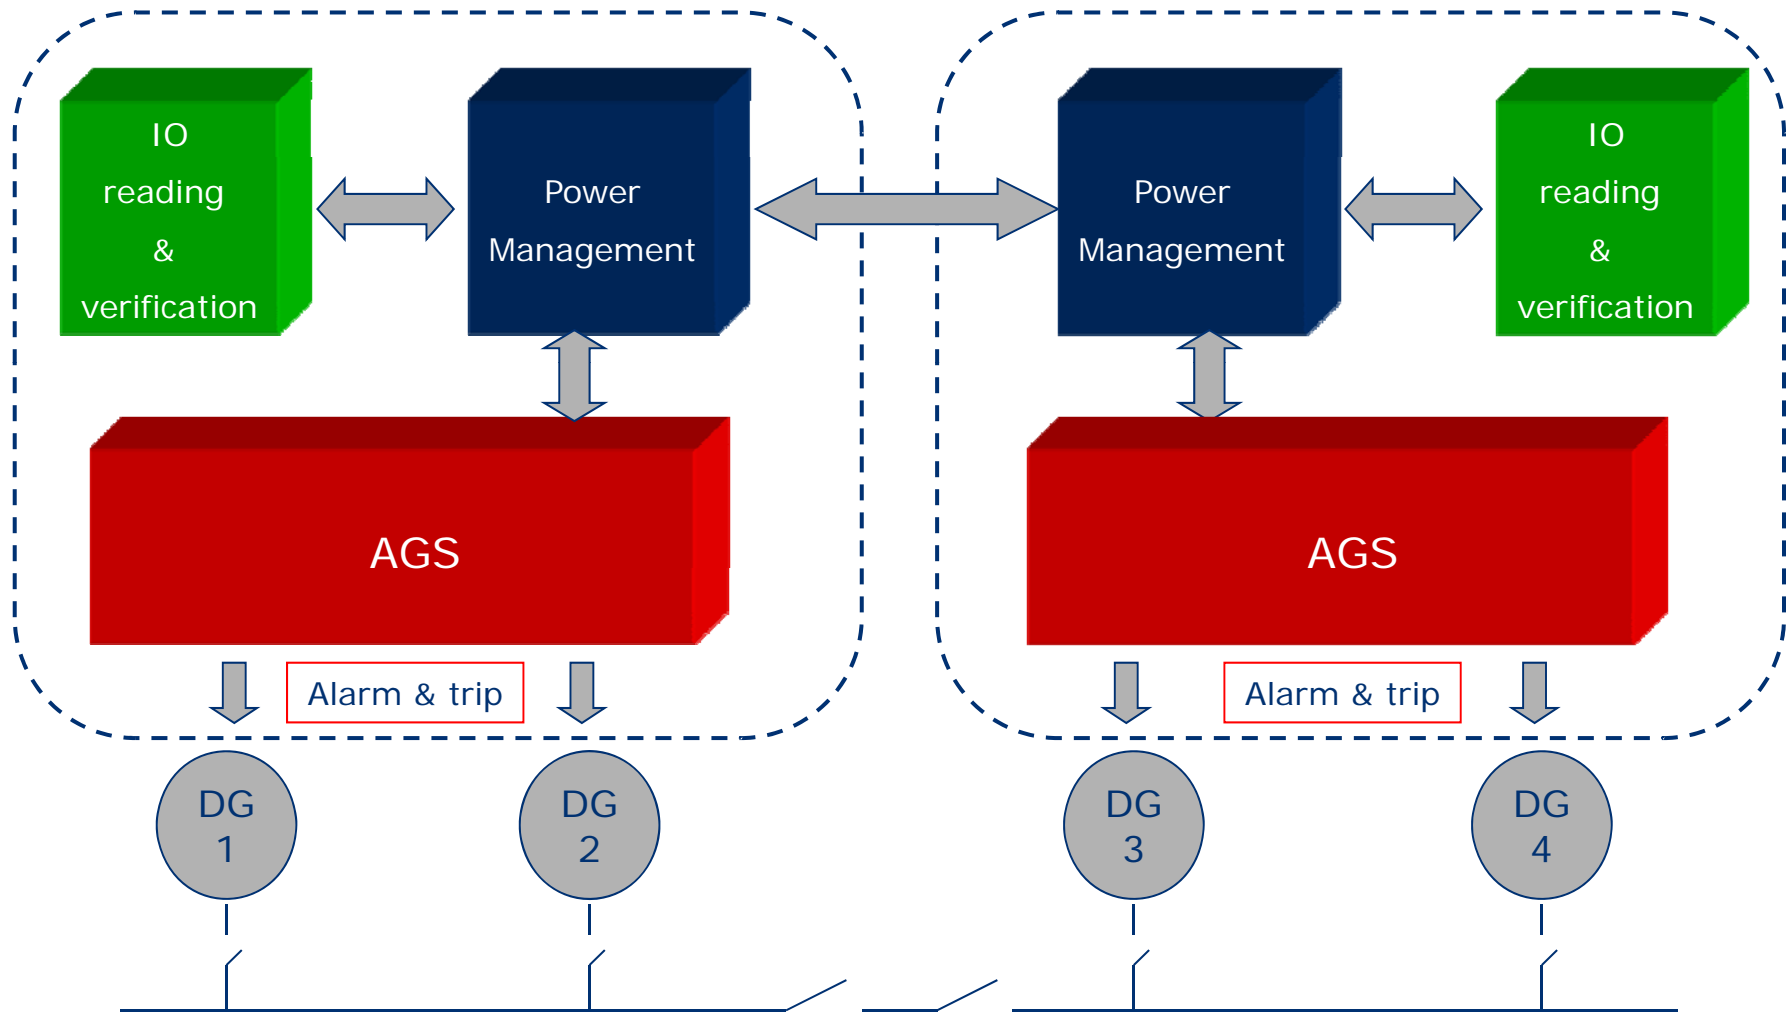 IO
reading
&
verification
Power
Management
Power
Management
IO
reading
&
verification
AGS
AGS
Alarm & trip
Alarm & trip
DG
1
DG
2
DG
3
DG
4